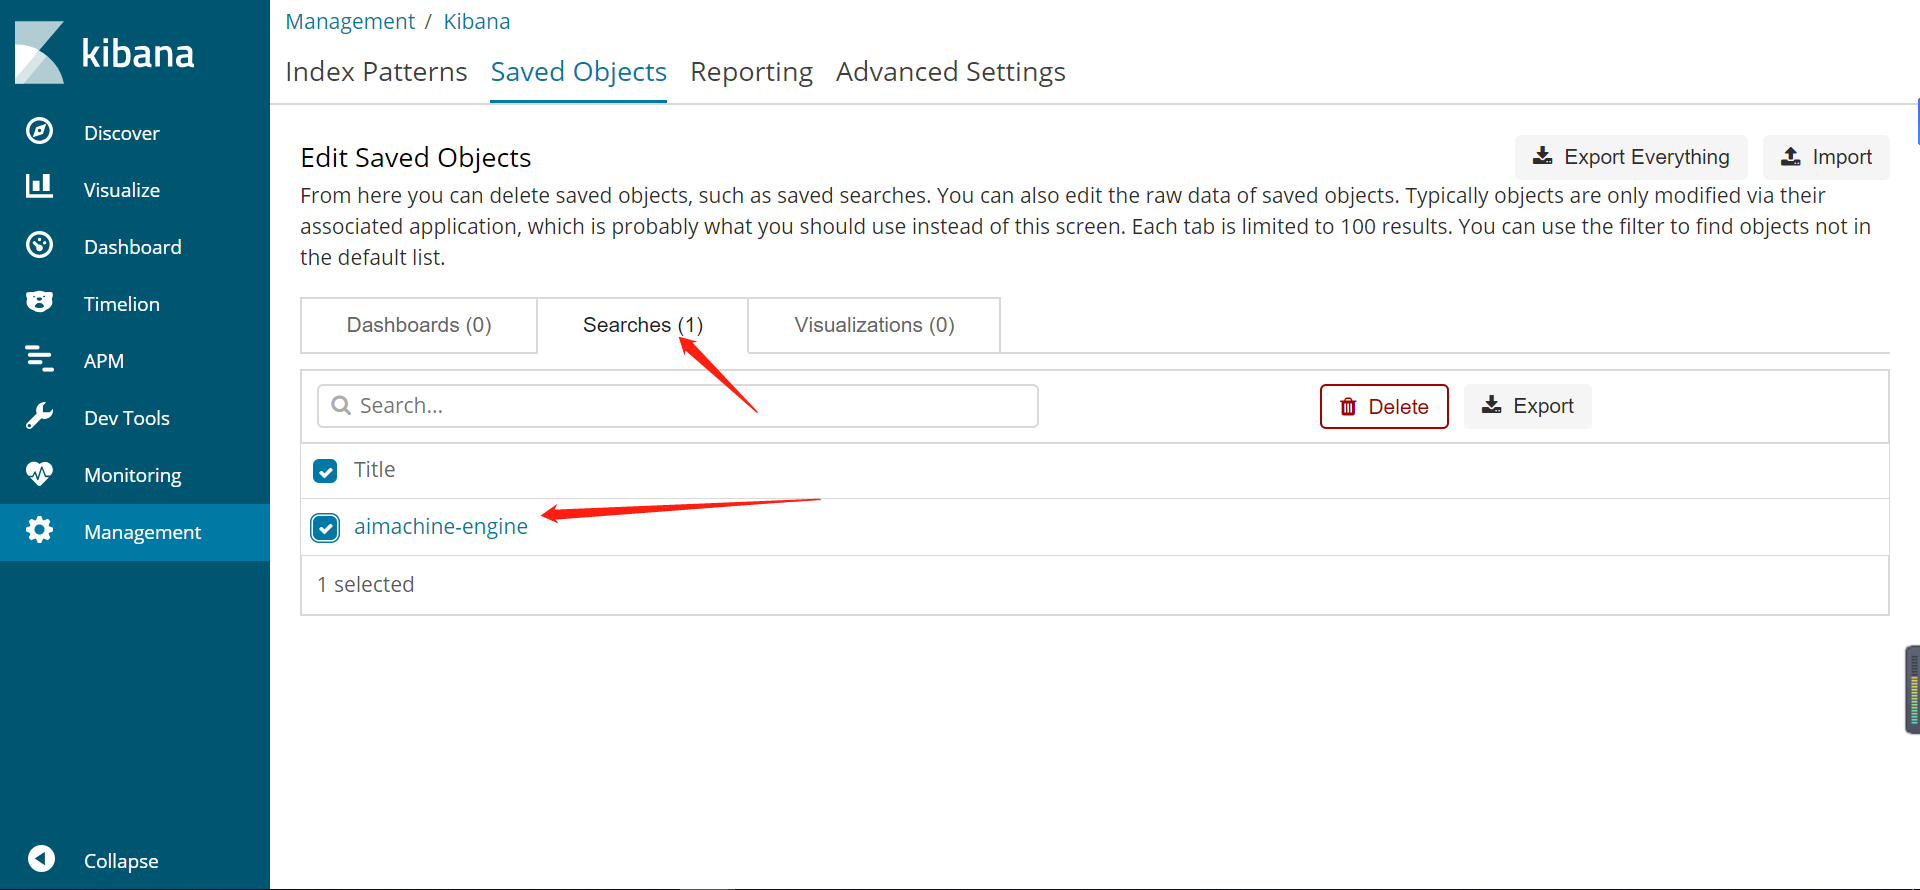 kibana
Discover
Visualize
Dashboard
Timelion
APM
Dev Tools
Monitoring
Management
Collapse
Management / Kibana
Index Patterns Saved Objects Reporting Advanced Settings
Edit Saved Objects
Export Everything Import
From here you can delete saved objects, such as saved searches. You can also edit the raw data of saved objects. Typically objects are only modified via their
associated application, which is probably what you should use instead of this screen. Each tab is limited to 100 results. You can use the filter to find objects not in
the default list.
Dashboards (0) Searches (1) Visualizations (0)
Search... Delete Export
Title
aimachine-engine
1 selected